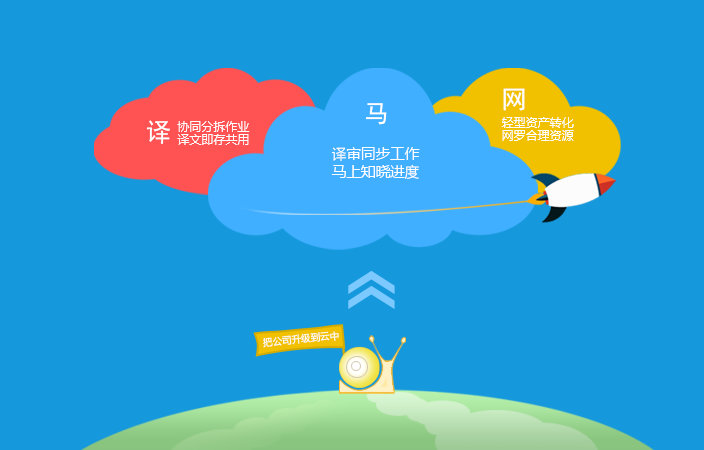 译
协同分拆作业
译文即存共用
马
译审同步工作
马上知晓进度
网
轻型资产转化
网罗合理资源
把公司升级到云中